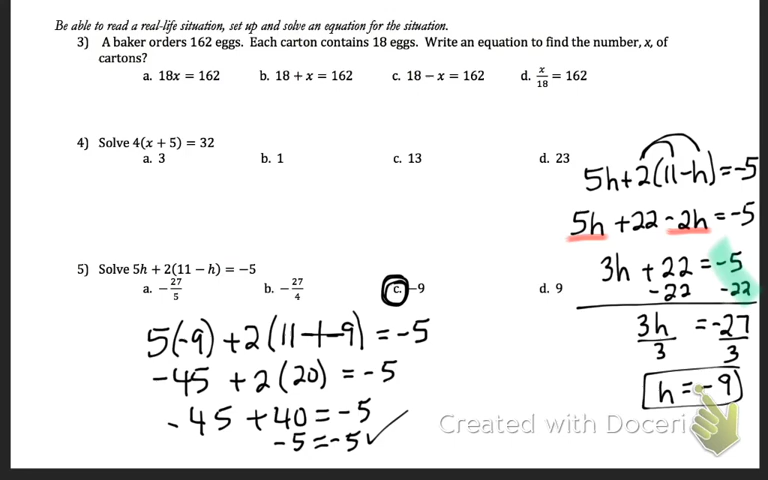 Be able to read a real-life situation, set up and solve an equation for the situation.
3) A baker orders 162 eggs. Each carton contains 18 eggs. Write an equation to find the number, x, of
cartons?
a. 18x = 162 b. 18 + x = 162 c. 18 − x = 162 d. x/18 = 162
4) Solve 4(x + 5) = 32
a. 3 b. 1 c. 13 d. 23
5) Solve 5h + 2(11 − h) = −5
a. −27/5 b. −27/4 c. −9 d. 9
5(-9) + 2(11+9) = -5
-45 + 2(20) = -5
-45 + 40 = -5
-5 = -5 ✓
5h+2(11-h)=-5
5h +22 -2h = -5
3h + 22 = -5
-22 -22
3h/3 = -27/3
h = -9
Created with Doceri